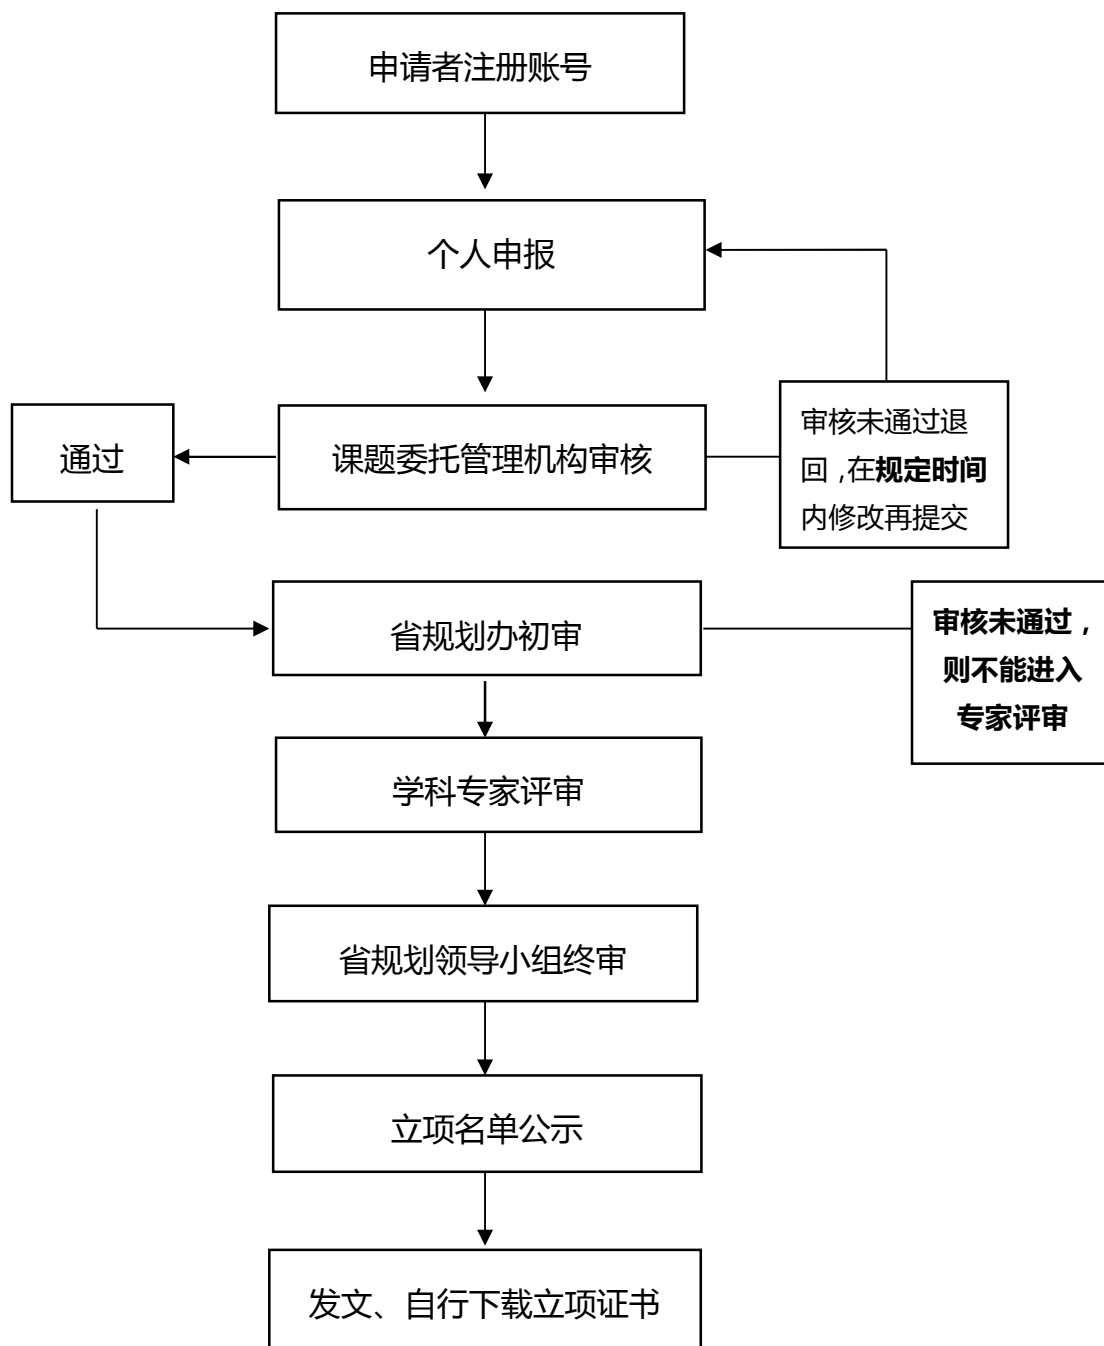 申请者注册账号
个人申报
审核未通过退
回,在规定时间
内修改再提交
通过
课题委托管理机构审核
省规划办初审
审核未通过，
则不能进入
专家评审
学科专家评审
省规划领导小组终审
立项名单公示
发文、自行下载立项证书